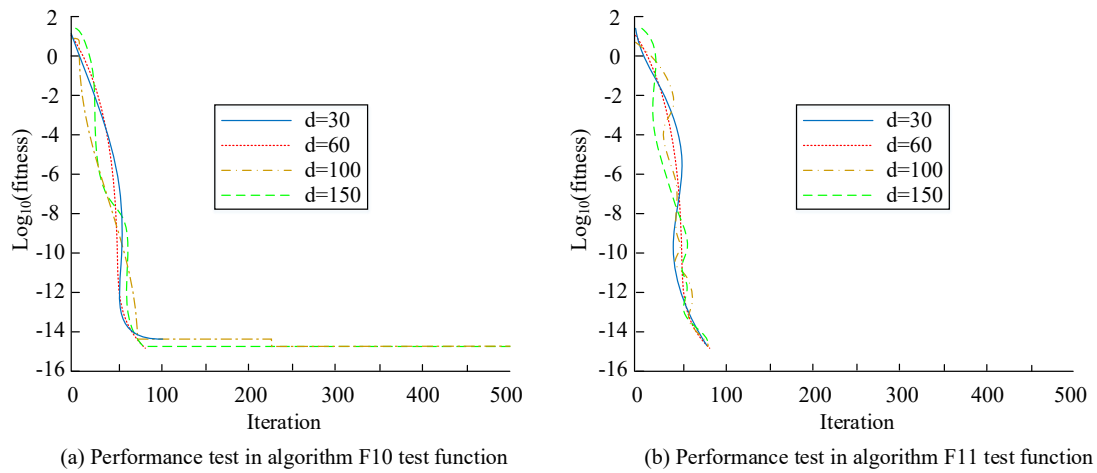 2
0
-2
-4
-6
-8
-10
-12
-14
-16
Log10(fitness)
d=30
d=60
d=100
d=150
0 100 200 300 400 500
Iteration
(a) Performance test in algorithm F10 test function
2
0
-2
-4
-6
-8
-10
-12
-14
-16
Log10(fitness)
d=30
d=60
d=100
d=150
0 100 200 300 400 500
Iteration
(b) Performance test in algorithm F11 test function